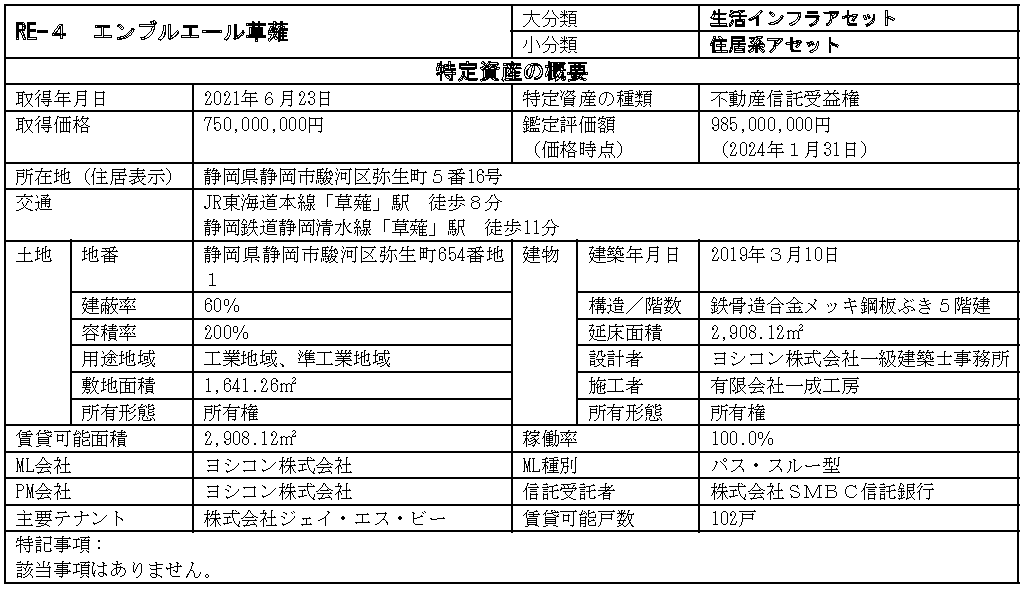 RE-４　エンブルエール草薙
大分類　生活インフラアセット
小分類　住居系アセット
特定資産の概要
取得年月日　2021年６月23日　特定資産の種類　不動産信託受益権
取得価格　750,000,000円　鑑定評価額　985,000,000円
（価格時点）　（2024年１月31日）
所在地（住居表示）　静岡県静岡市駿河区弥生町５番16号
交通　JR東海道本線「草薙」駅　徒歩８分
静岡鉄道静岡清水線「草薙」駅　徒歩11分
土地　地番　静岡県静岡市駿河区弥生町654番地　建物　建築年月日　2019年３月10日
１
建蔽率　60%　構造／階数　鉄骨造合金メッキ鋼板ぶき５階建
容積率　200%　延床面積　2,908.12㎡
用途地域　工業地域、準工業地域　設計者　ヨシコン株式会社一級建築士事務所
敷地面積　1,641.26㎡　施工者　有限会社一成工房
所有形態　所有権　所有形態　所有権
賃貸可能面積　2,908.12㎡　稼働率　100.0%
ML会社　ヨシコン株式会社　ML種別　パス・スルー型
PM会社　ヨシコン株式会社　信託受託者　株式会社ＳＭＢＣ信託銀行
主要テナント　株式会社ジェイ・エス・ビー　賃貸可能戸数　102戸
特記事項：
該当事項はありません。